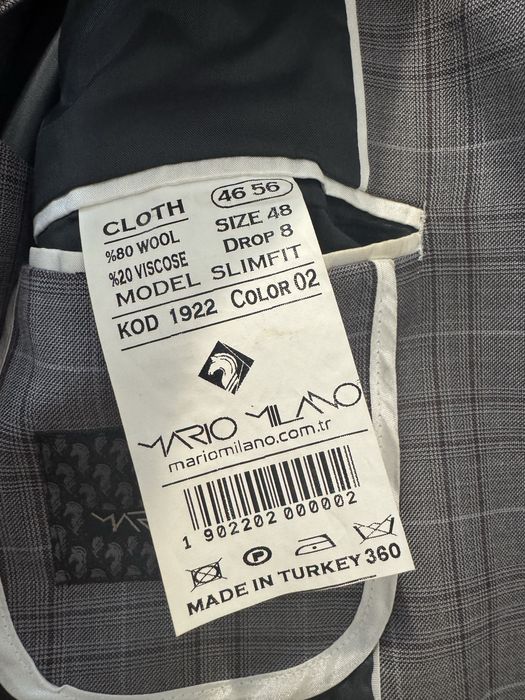 CLOTH
46 56
%80 WOOL
SIZE 48
%20 VISCOSE
DROP 8
MODEL SLIMFIT
KOD 1922 COLOR 02
MARIO MILANO
mariomilano.com.tr
1 902202 000002
P
MADE IN TURKEY 360
MAR